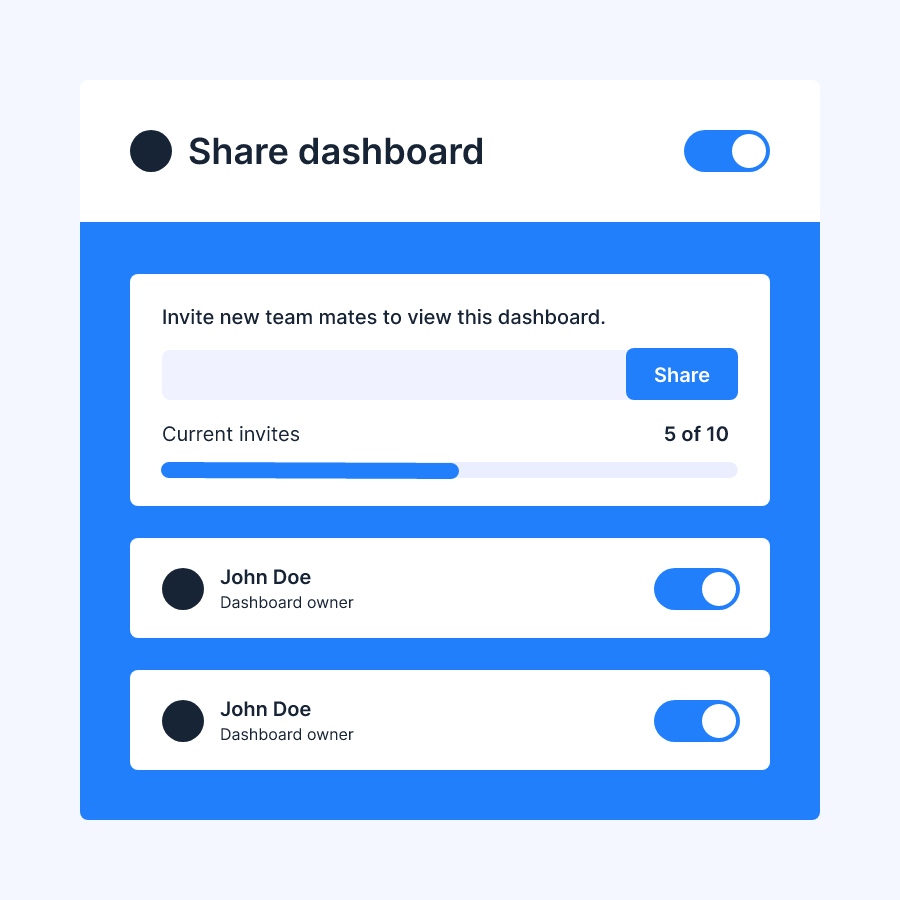 Share dashboard
Invite new team mates to view this dashboard.
Share
Current invites 5 of 10
John Doe
Dashboard owner
John Doe
Dashboard owner